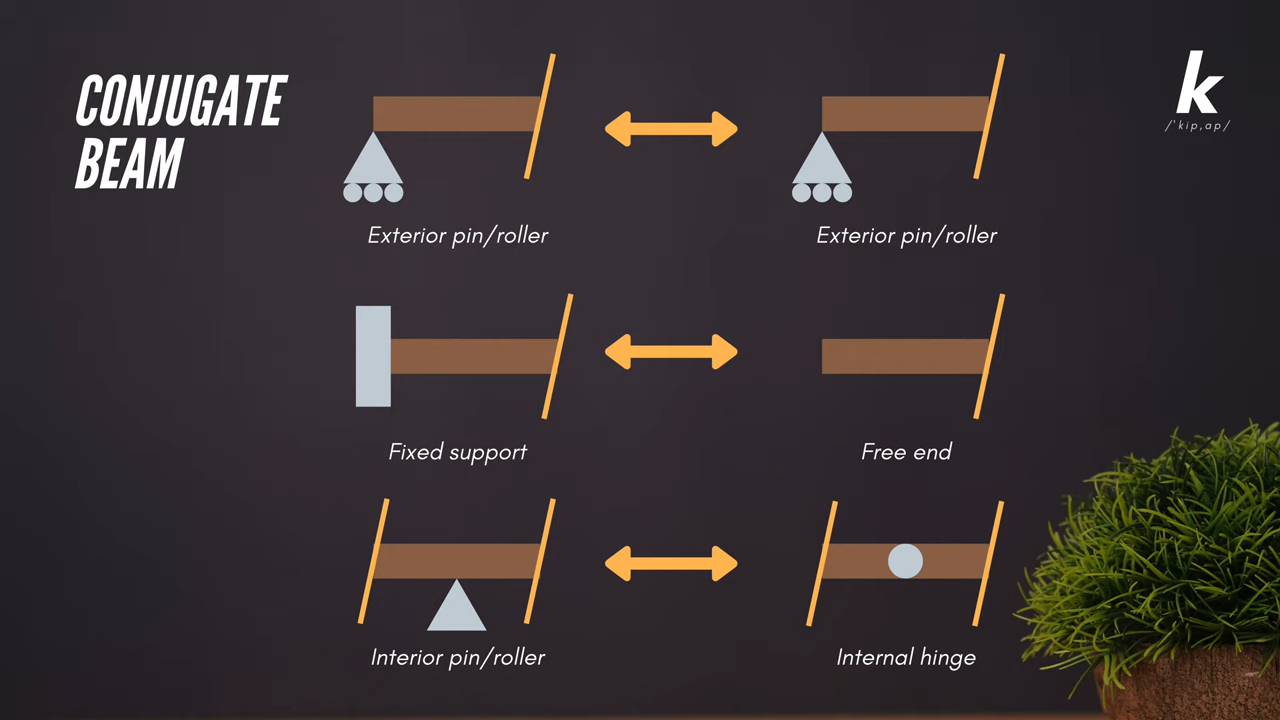 CONJUGATE
BEAM
k
/'kip,ap/
Exterior pin/roller
Exterior pin/roller
Fixed support
Free end
Interior pin/roller
Internal hinge